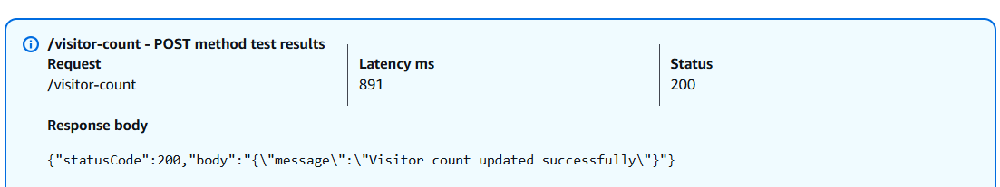 /visitor-count - POST method test results
Request
/visitor-count
Latency ms
891
Status
200
Response body
{"statusCode":200,"body":"{\"message\":\"Visitor count updated successfully\"}"}